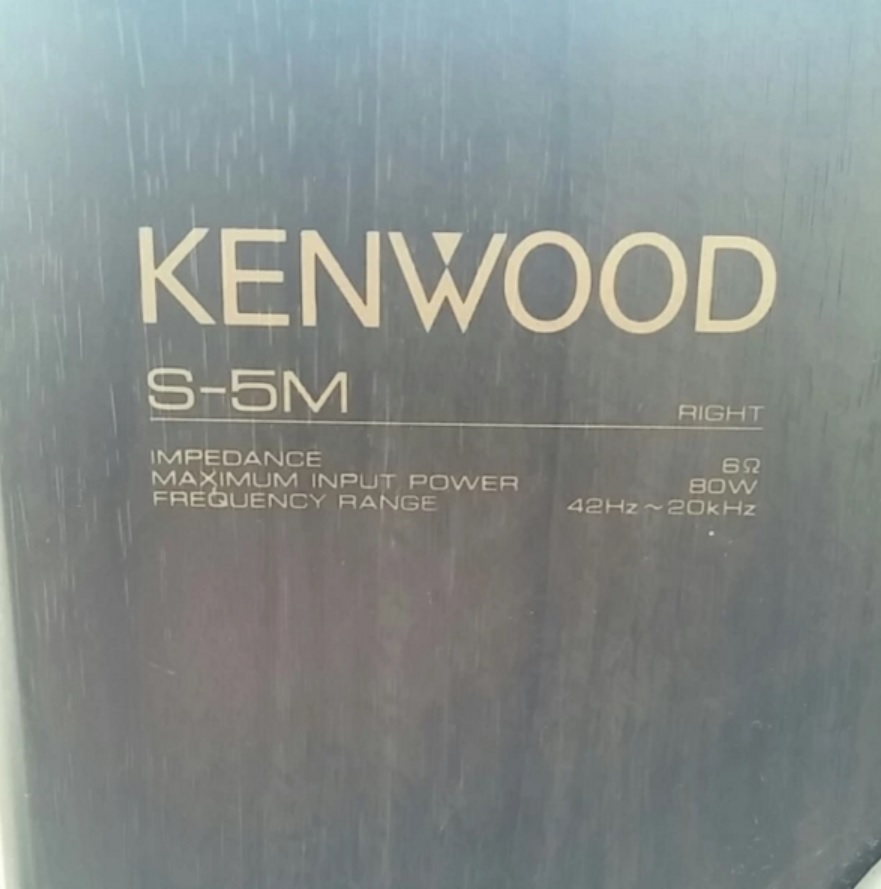 KENWOOD
S-5M RIGHT
IMPEDANCE 6Ω
MAXIMUM INPUT POWER 80W
FREQUENCY RANGE 42Hz~20kHz